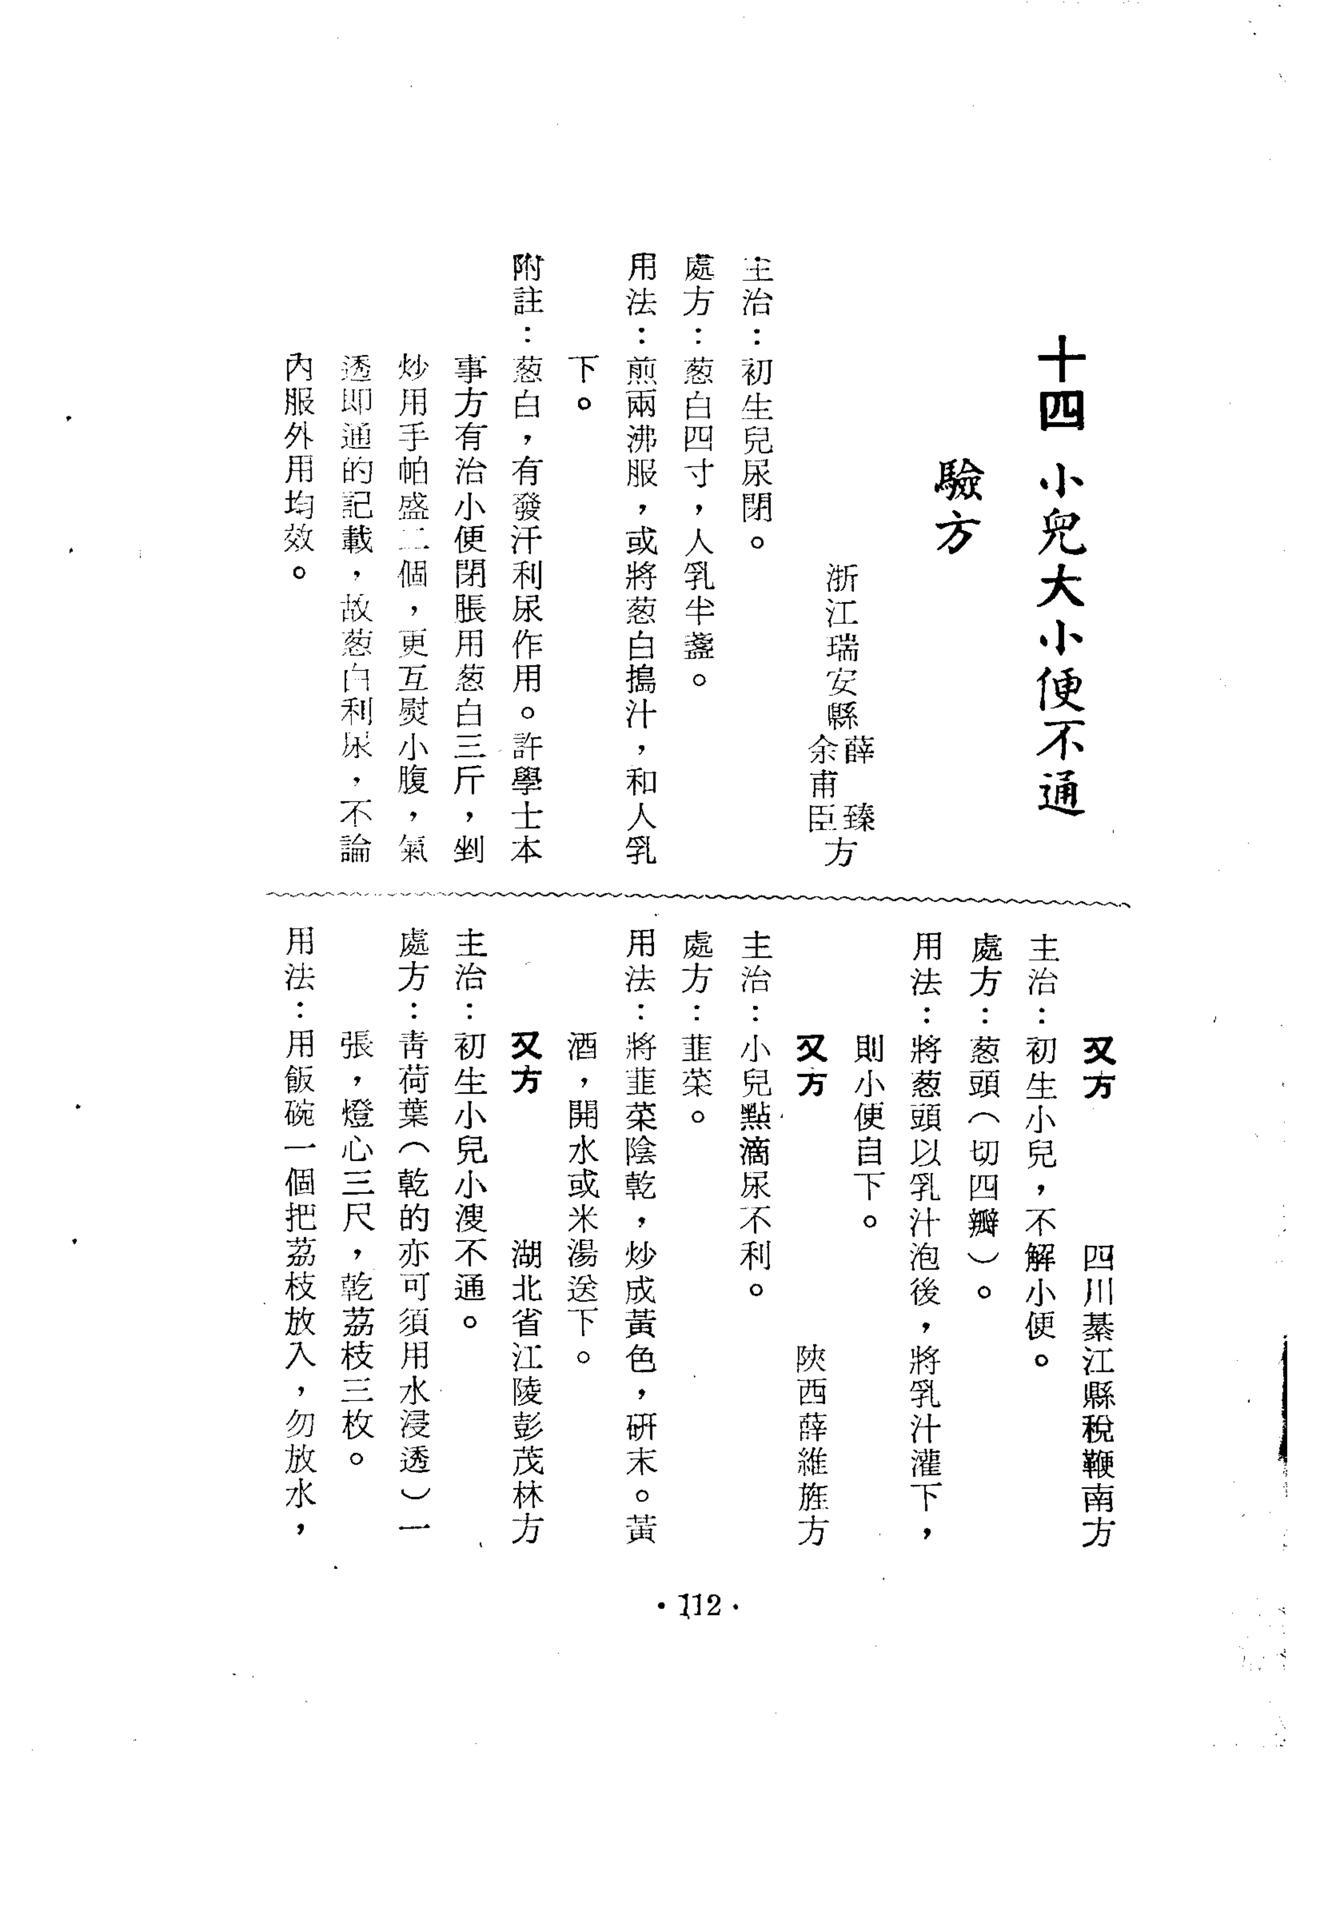 十四 小兒大小便不通
驗方
浙江瑞安縣薛臻 余甫臣方
主治：初生兒尿閉。
處方：葱白四寸，人乳半盞。
用法：煎兩沸服，或將葱白搗汁，和人乳
下。
附註：葱白，有發汗利尿作用。許學士本
事方有治小便閉脹用葱白三斤，剉
炒用手帕盛二個，更互熨小腹，氣
透即通的記載，故葱白利尿，不論
內服外用均效。
又方 四川綦江縣稅鞭南方
主治：初生小兒，不解小便。
處方：葱頭（切四瓣）。
用法：將葱頭以乳汁泡後，將乳汁灌下，
則小便自下。
又方 陝西薛維旌方
主治：小兒點滴尿不利。
處方：韮菜。
用法：將韮菜陰乾，炒成黃色，研末。黃
酒，開水或米湯送下。
又方 湖北省江陵彭茂林方
主治：初生小兒小溲不通。
處方：青荷葉（乾的亦可須用水浸透）一
張，燈心三尺，乾荔枝三枚。
用法：用飯碗一個把荔枝放入，勿放水，
·112·